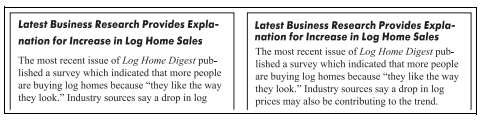 Latest Business Research Provides Expla-
nation for Increase in Log Home Sales
The most recent issue of Log Home Digest pub-
lished a survey which indicated that more people
are buying log homes because “they like the way
they look.” Industry sources say a drop in log
Latest Business Research Provides Expla-
nation for Increase in Log Home Sales
The most recent issue of Log Home Digest pub-
lished a survey which indicated that more people
are buying log homes because “they like the way
they look.” Industry sources say a drop in log
prices may also be contributing to the trend.